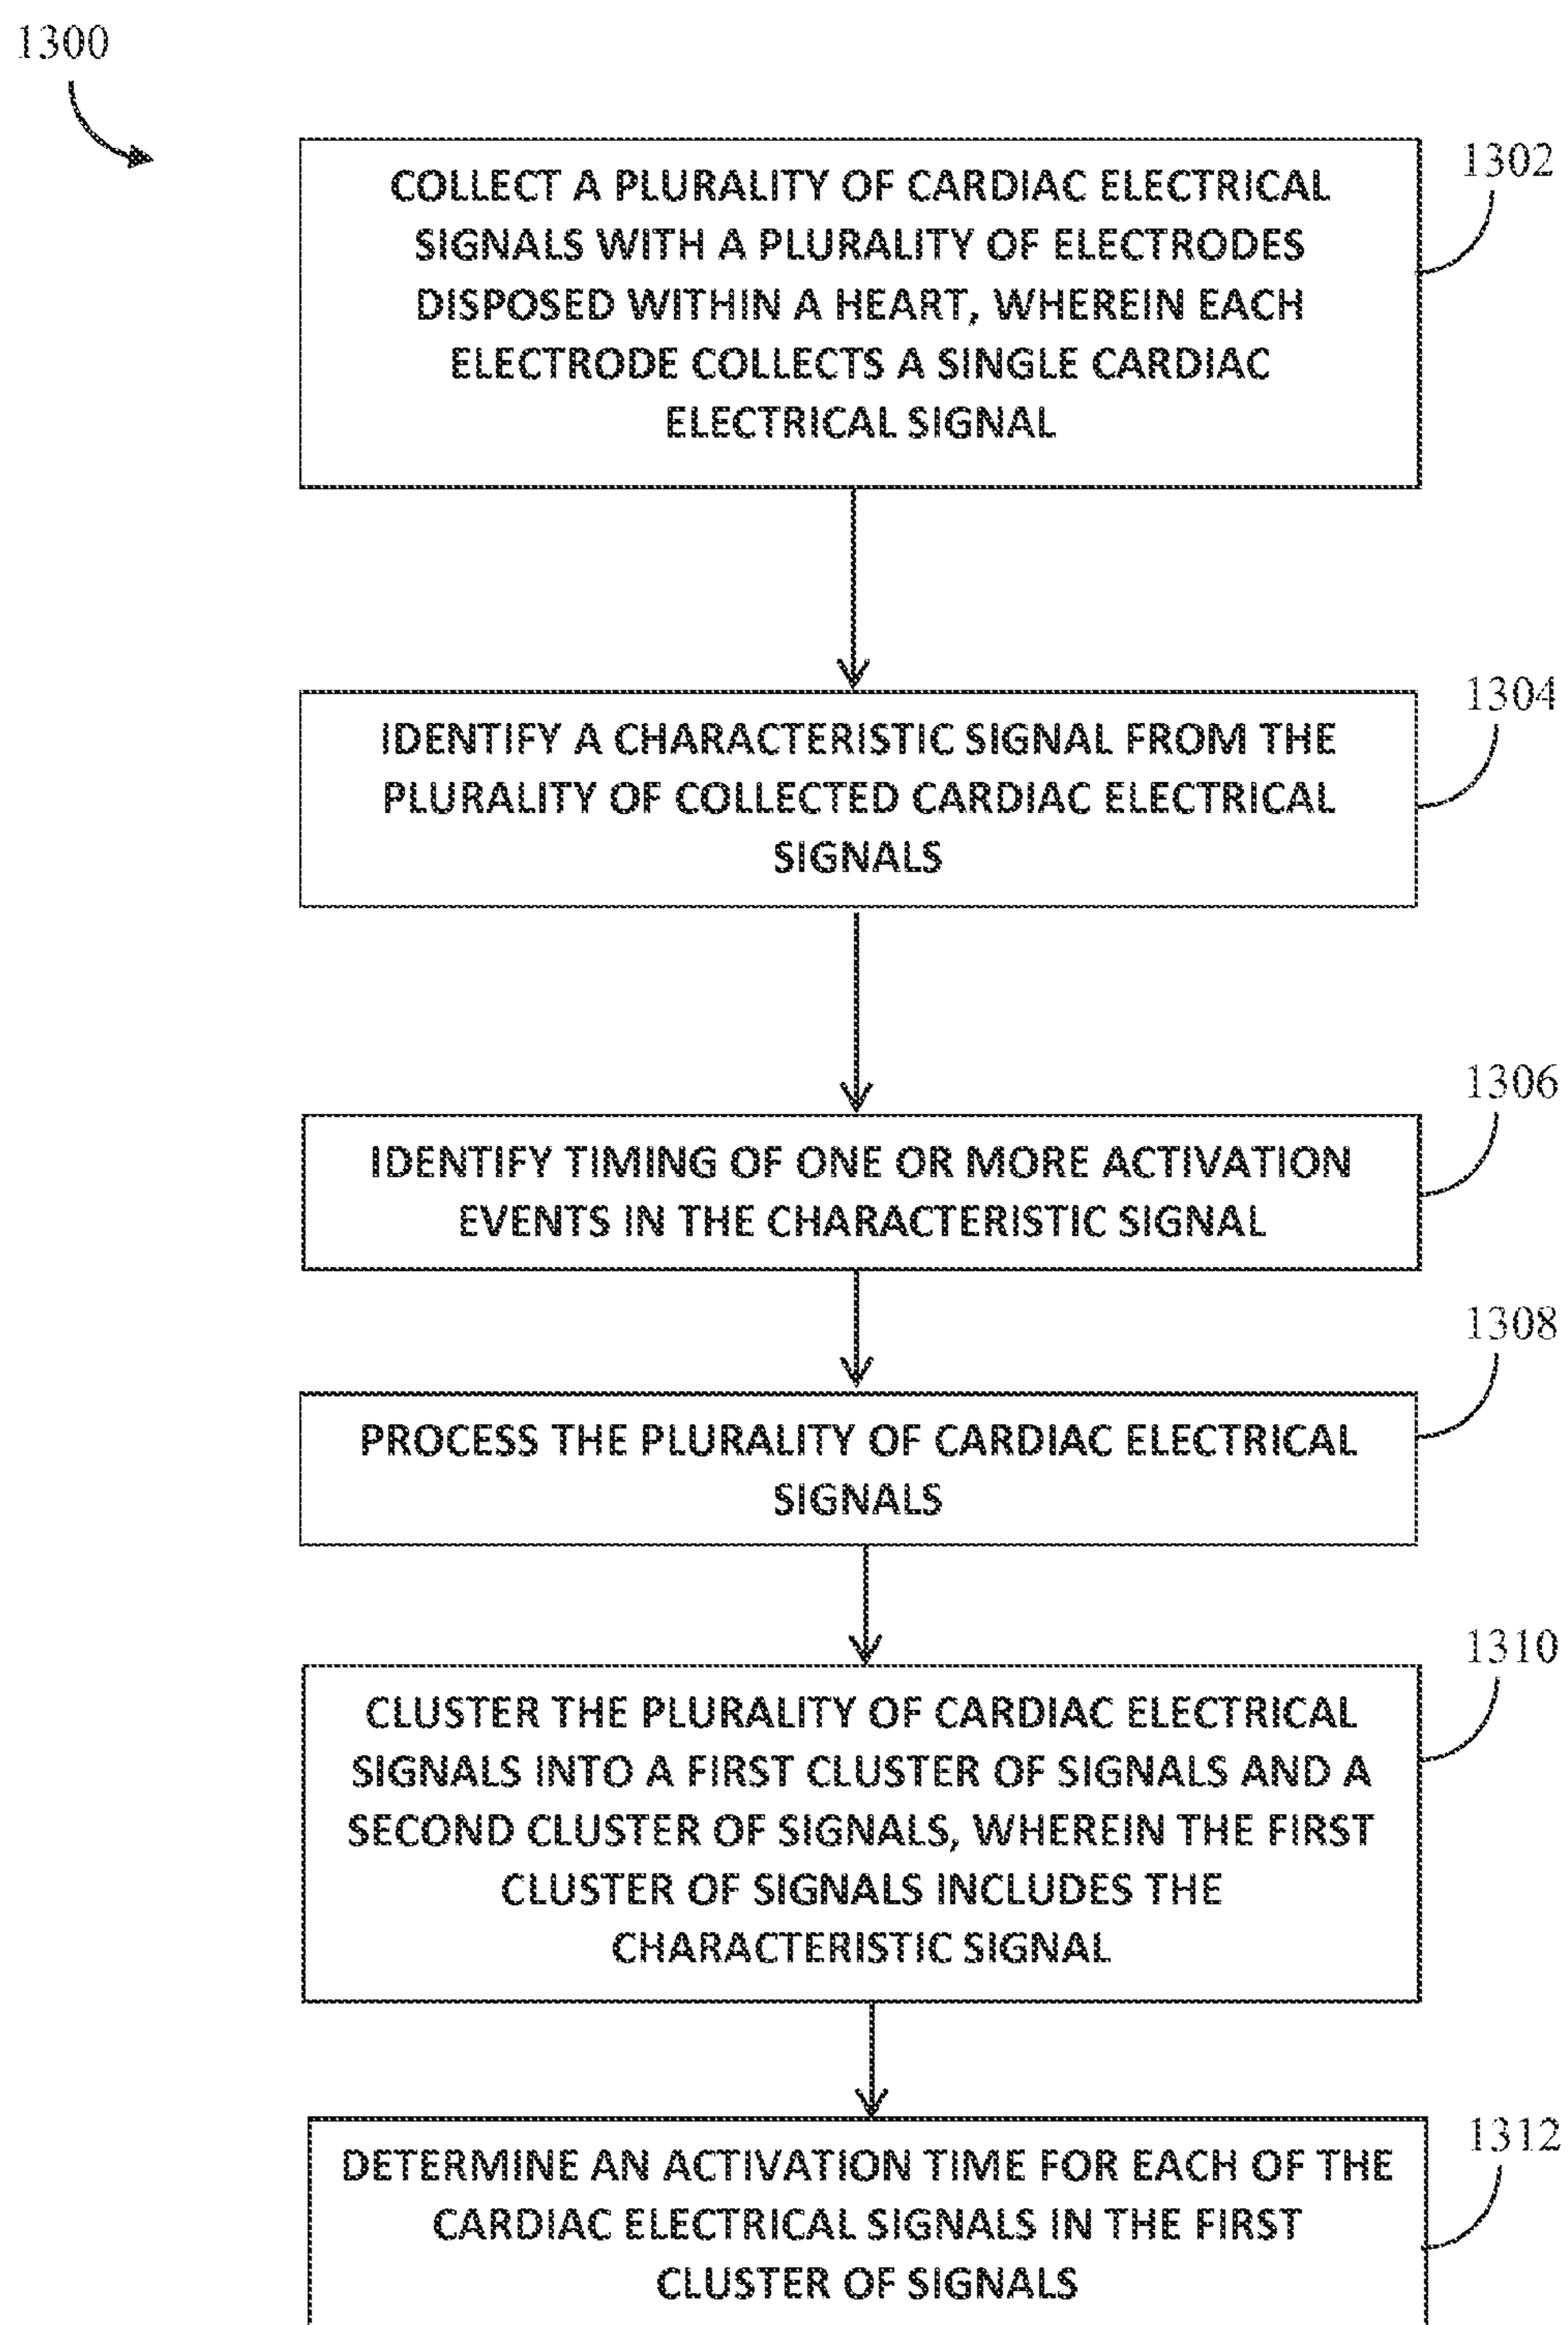 1300
COLLECT A PLURALITY OF CARDIAC ELECTRICAL
SIGNALS WITH A PLURALITY OF ELECTRODES
DISPOSED WITHIN A HEART, WHEREIN EACH
ELECTRODE COLLECTS A SINGLE CARDIAC
ELECTRICAL SIGNAL
1302
IDENTIFY A CHARACTERISTIC SIGNAL FROM THE
PLURALITY OF COLLECTED CARDIAC ELECTRICAL
SIGNALS
1304
IDENTIFY TIMING OF ONE OR MORE ACTIVATION
EVENTS IN THE CHARACTERISTIC SIGNAL
1306
PROCESS THE PLURALITY OF CARDIAC ELECTRICAL
SIGNALS
1308
CLUSTER THE PLURALITY OF CARDIAC ELECTRICAL
SIGNALS INTO A FIRST CLUSTER OF SIGNALS AND A
SECOND CLUSTER OF SIGNALS, WHEREIN THE FIRST
CLUSTER OF SIGNALS INCLUDES THE
CHARACTERISTIC SIGNAL
1310
DETERMINE AN ACTIVATION TIME FOR EACH OF THE
CARDIAC ELECTRICAL SIGNALS IN THE FIRST
CLUSTER OF SIGNALS
1312